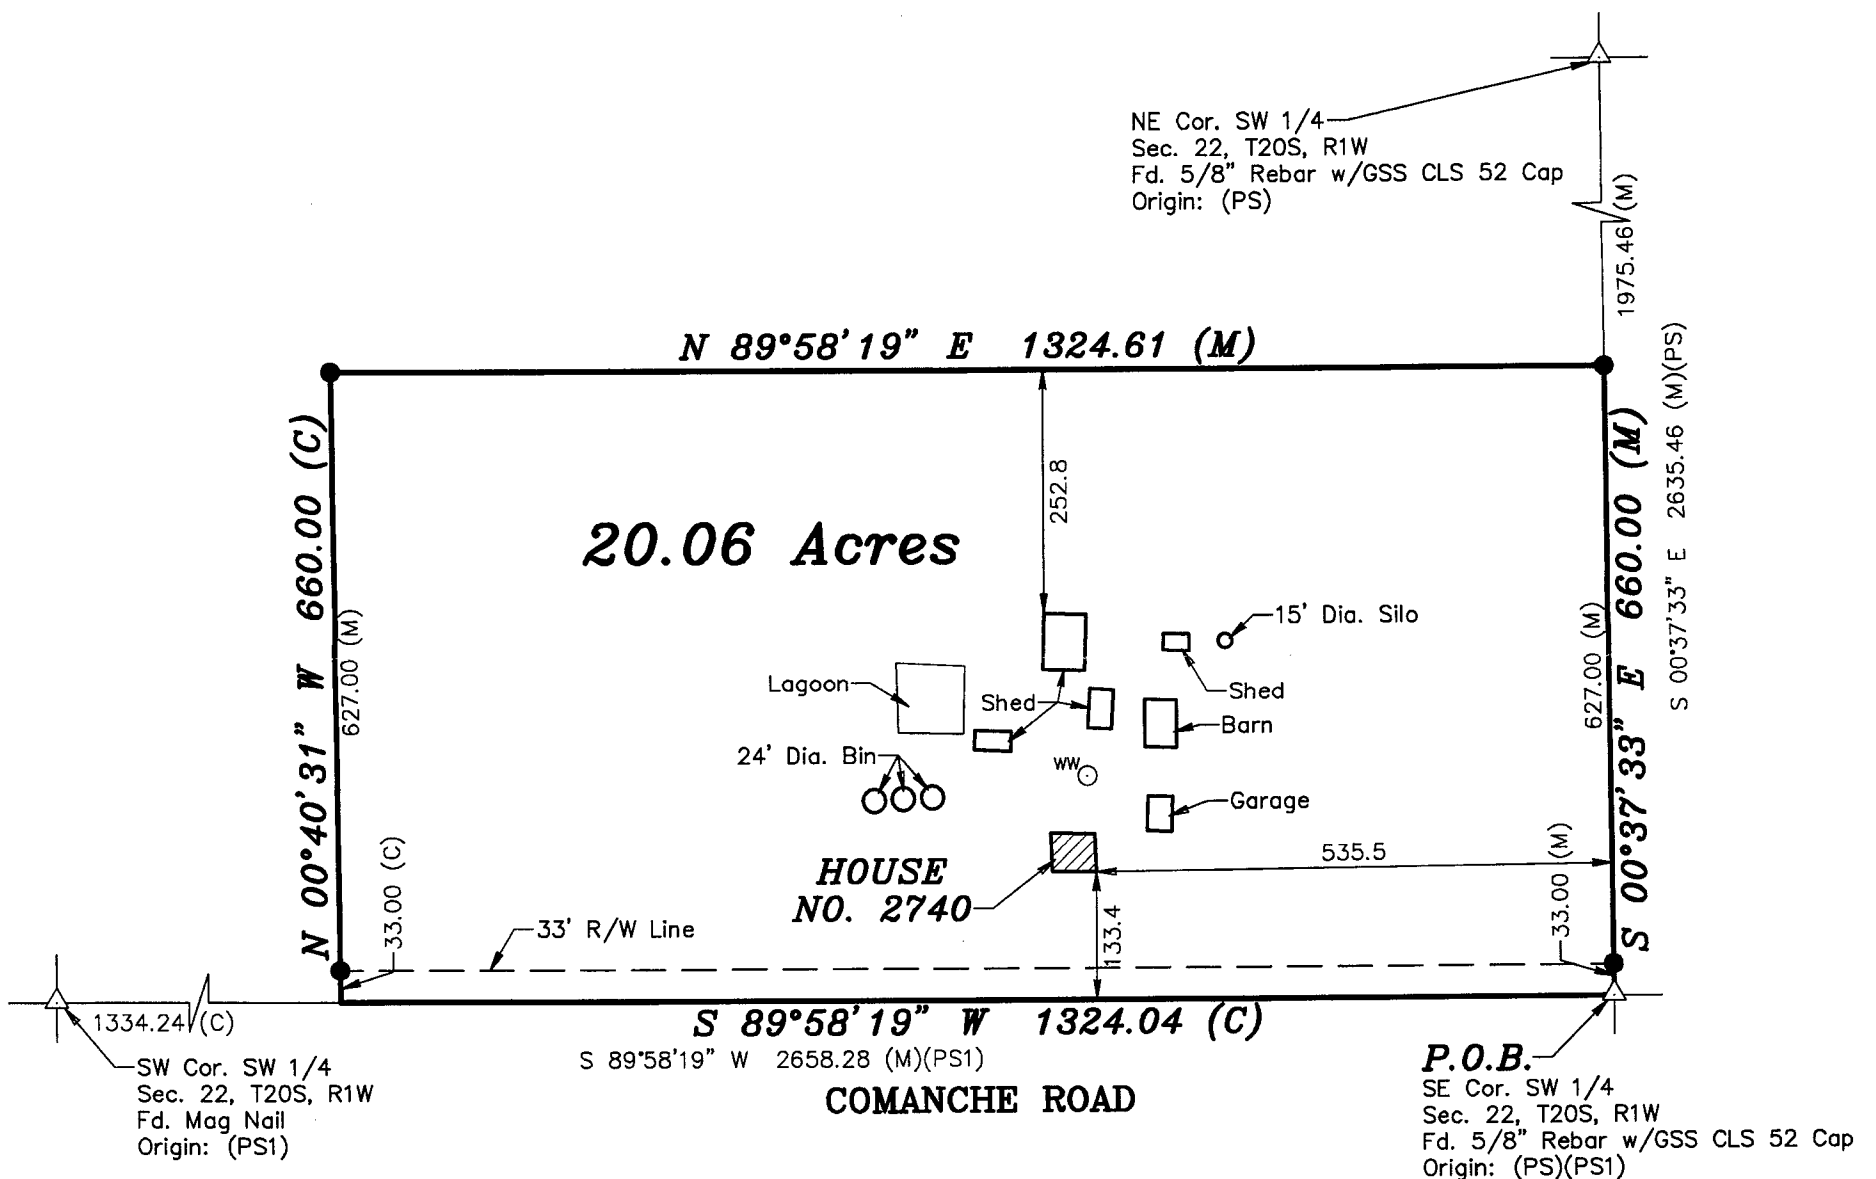 NE Cor. SW 1/4
Sec. 22, T20S, R1W
Fd. 5/8" Rebar w/GSS CLS 52 Cap
Origin: (PS)
1975.46 (M)
S 00°37'33" E 2635.46 (M)(PS)
N 89°58'19" E 1324.61 (M)
N 00°40'31" W 660.00 (C)
627.00 (M)
252.8
20.06 Acres
S 00°37'33" E 660.00 (M)
627.00 (M)
15' Dia. Silo
Lagoon
Shed
Shed
Barn
24' Dia. Bin
WW
Garage
HOUSE
NO. 2740
535.5
133.4
33.00 (C)
33.00 (M)
33' R/W Line
1334.24 (C)
S 89°58'19" W 1324.04 (C)
S 89°58'19" W 2658.28 (M)(PS1)
COMANCHE ROAD
SW Cor. SW 1/4
Sec. 22, T20S, R1W
Fd. Mag Nail
Origin: (PS1)
P.O.B.
SE Cor. SW 1/4
Sec. 22, T20S, R1W
Fd. 5/8" Rebar w/GSS CLS 52 Cap
Origin: (PS)(PS1)